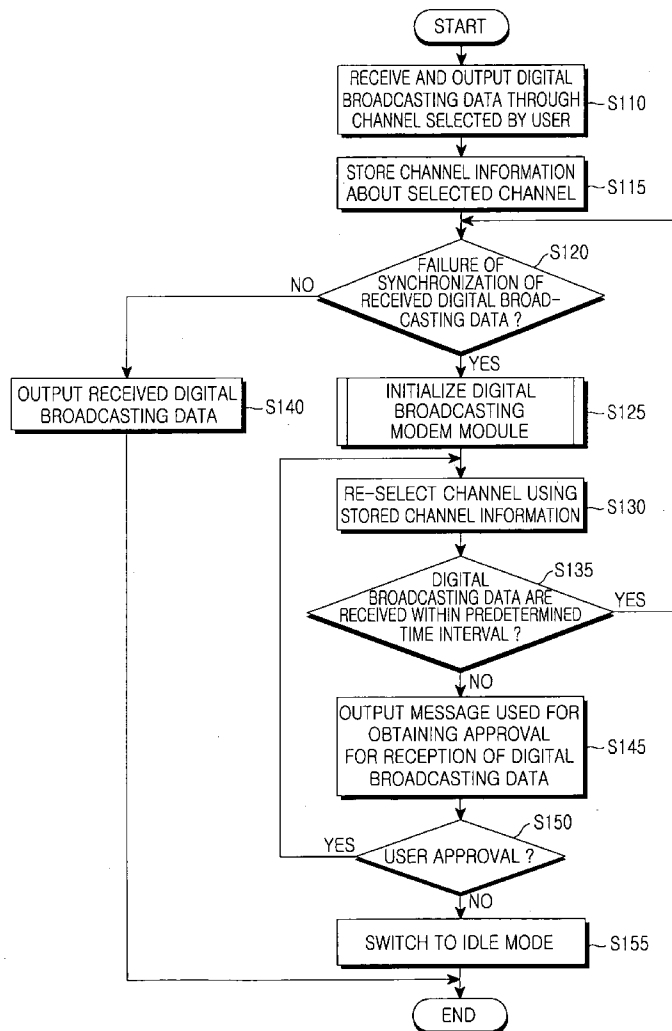 START
RECEIVE AND OUTPUT DIGITAL
BROADCASTING DATA THROUGH
CHANNEL SELECTED BY USER
S110
STORE CHANNEL INFORMATION
ABOUT SELECTED CHANNEL
S115
S120
NO
FAILURE OF
SYNCHRONIZATION OF
RECEIVED DIGITAL BROAD-
CASTING DATA ?
YES
OUTPUT RECEIVED DIGITAL
BROADCASTING DATA
S140
INITIALIZE DIGITAL
BROADCASTING
MODEM MODULE
S125
RE-SELECT CHANNEL USING
STORED CHANNEL INFORMATION
S130
S135
DIGITAL
BROADCASTING DATA ARE
RECEIVED WITHIN PREDETERMINED
TIME INTERVAL ?
YES
NO
OUTPUT MESSAGE USED FOR
OBTAINING APPROVAL
FOR RECEPTION OF DIGITAL
BROADCASTING DATA
S145
S150
YES
USER APPROVAL ?
NO
SWITCH TO IDLE MODE
S155
END